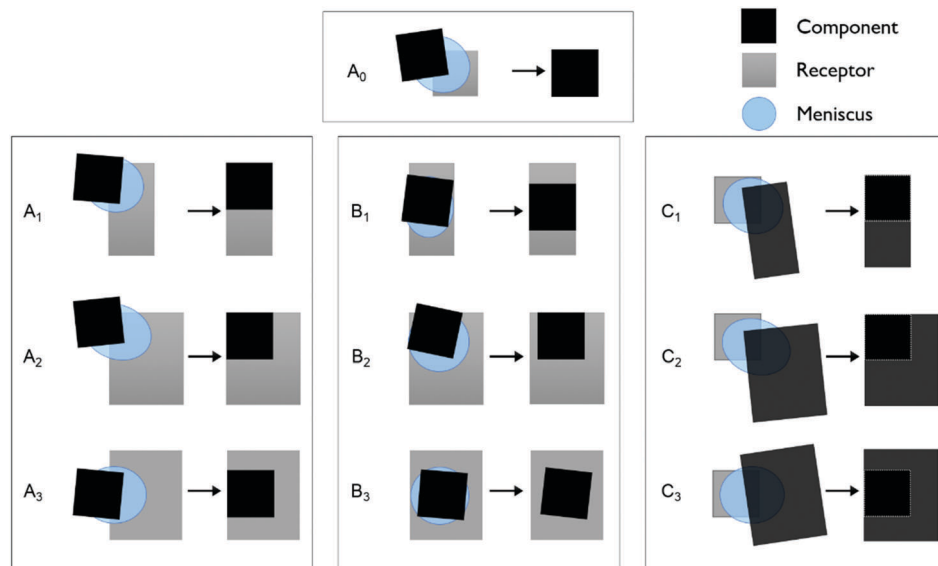 Component
Receptor
Meniscus
A₀
A₁
A₂
A₃
B₁
B₂
B₃
C₁
C₂
C₃